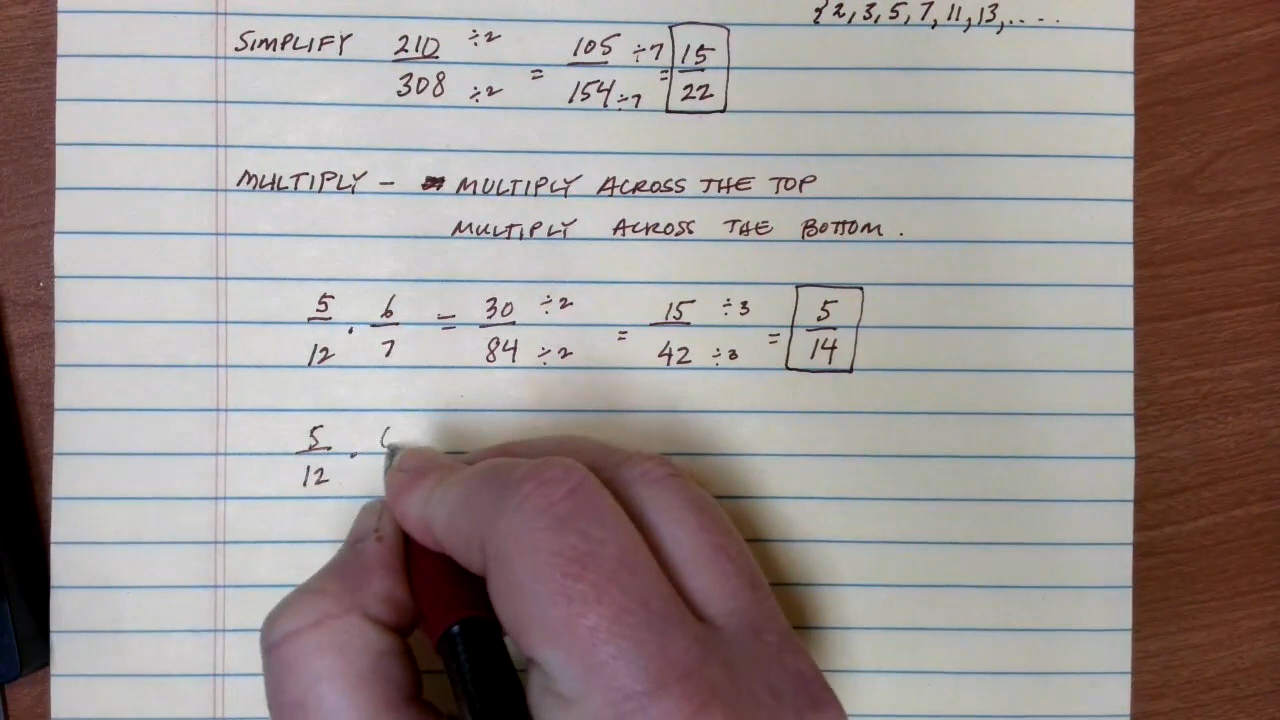 {2, 3, 5, 7, 11, 13, ....
SIMPLIFY 210/308 ÷2/÷2 = 105/154 ÷7/÷7 = 15/22
MULTIPLY – MULTIPLY ACROSS THE TOP
MULTIPLY ACROSS THE BOTTOM.
5/12 · 6/7 = 30/84 ÷2/÷2 = 15/42 ÷3/÷3 = 5/14
5/12 ·